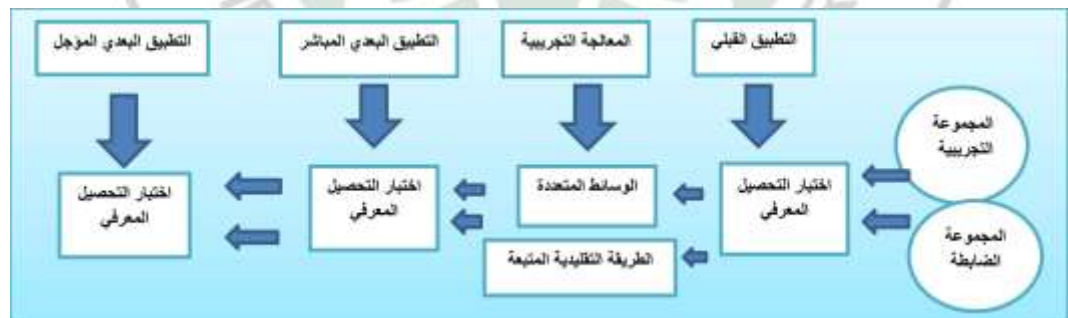 التطبيق القبلي
المعالجة التجريبية
التطبيق البعدي المباشر
التطبيق البعدي المؤجل
المجموعة
التجريبية
المجموعة
الضابطة
اختبار التحصيل
المعرفي
الوسائط المتعددة
الطريقة التقليدية المتبعة
اختبار التحصيل
المعرفي
اختبار التحصيل
المعرفي